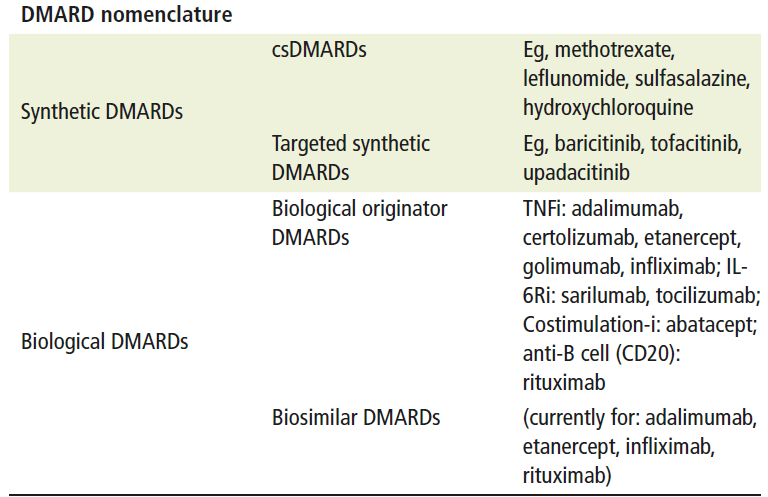 DMARD nomenclature
Synthetic DMARDs
csDMARDs
Eg, methotrexate,
leflunomide, sulfasalazine,
hydroxychloroquine
Targeted synthetic
DMARDs
Eg, baricitinib, tofacitinib,
upadacitinib
Biological DMARDs
Biological originator
DMARDs
TNFi: adalimumab,
certolizumab, etanercept,
golimumab, infliximab; IL-
6Ri: sarilumab, tocilizumab;
Costimulation-i: abatacept;
anti-B cell (CD20):
rituximab
Biosimilar DMARDs
(currently for: adalimumab,
etanercept, infliximab,
rituximab)